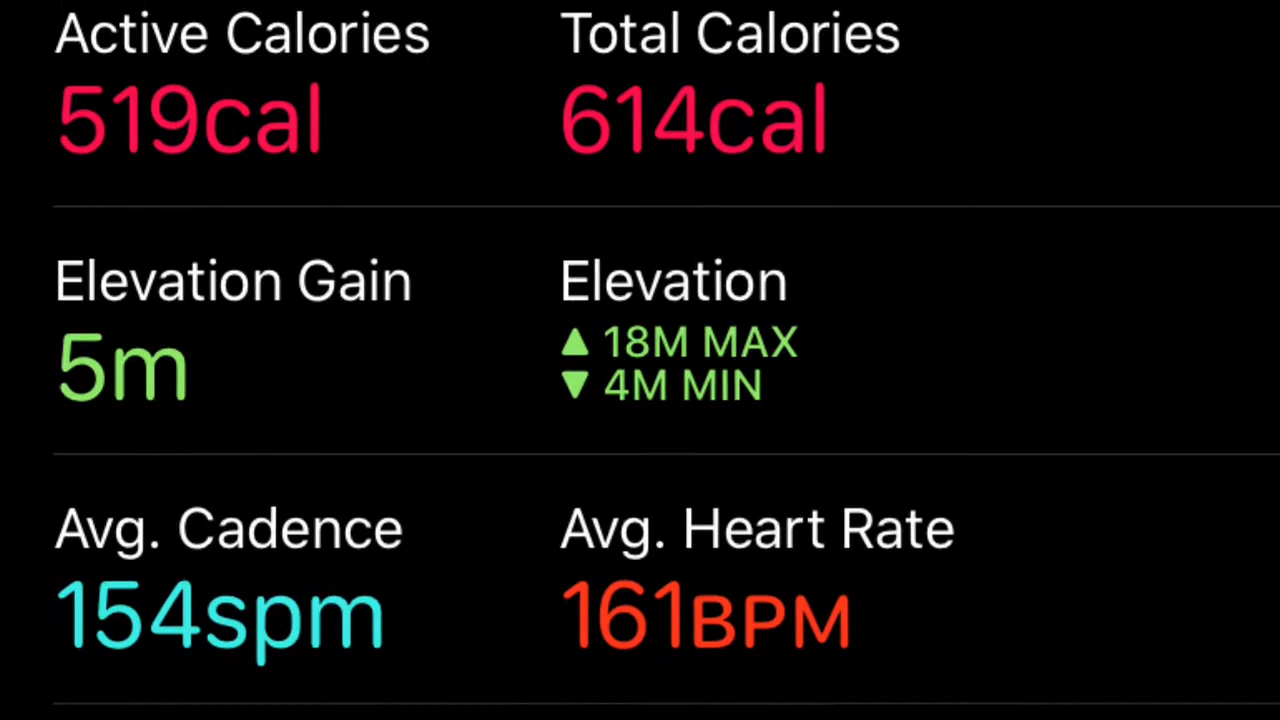 Active Calories Total Calories
519cal 614cal
Elevation Gain Elevation
5m
▲ 18M MAX
▼ 4M MIN
Avg. Cadence Avg. Heart Rate
154spm 161BPM